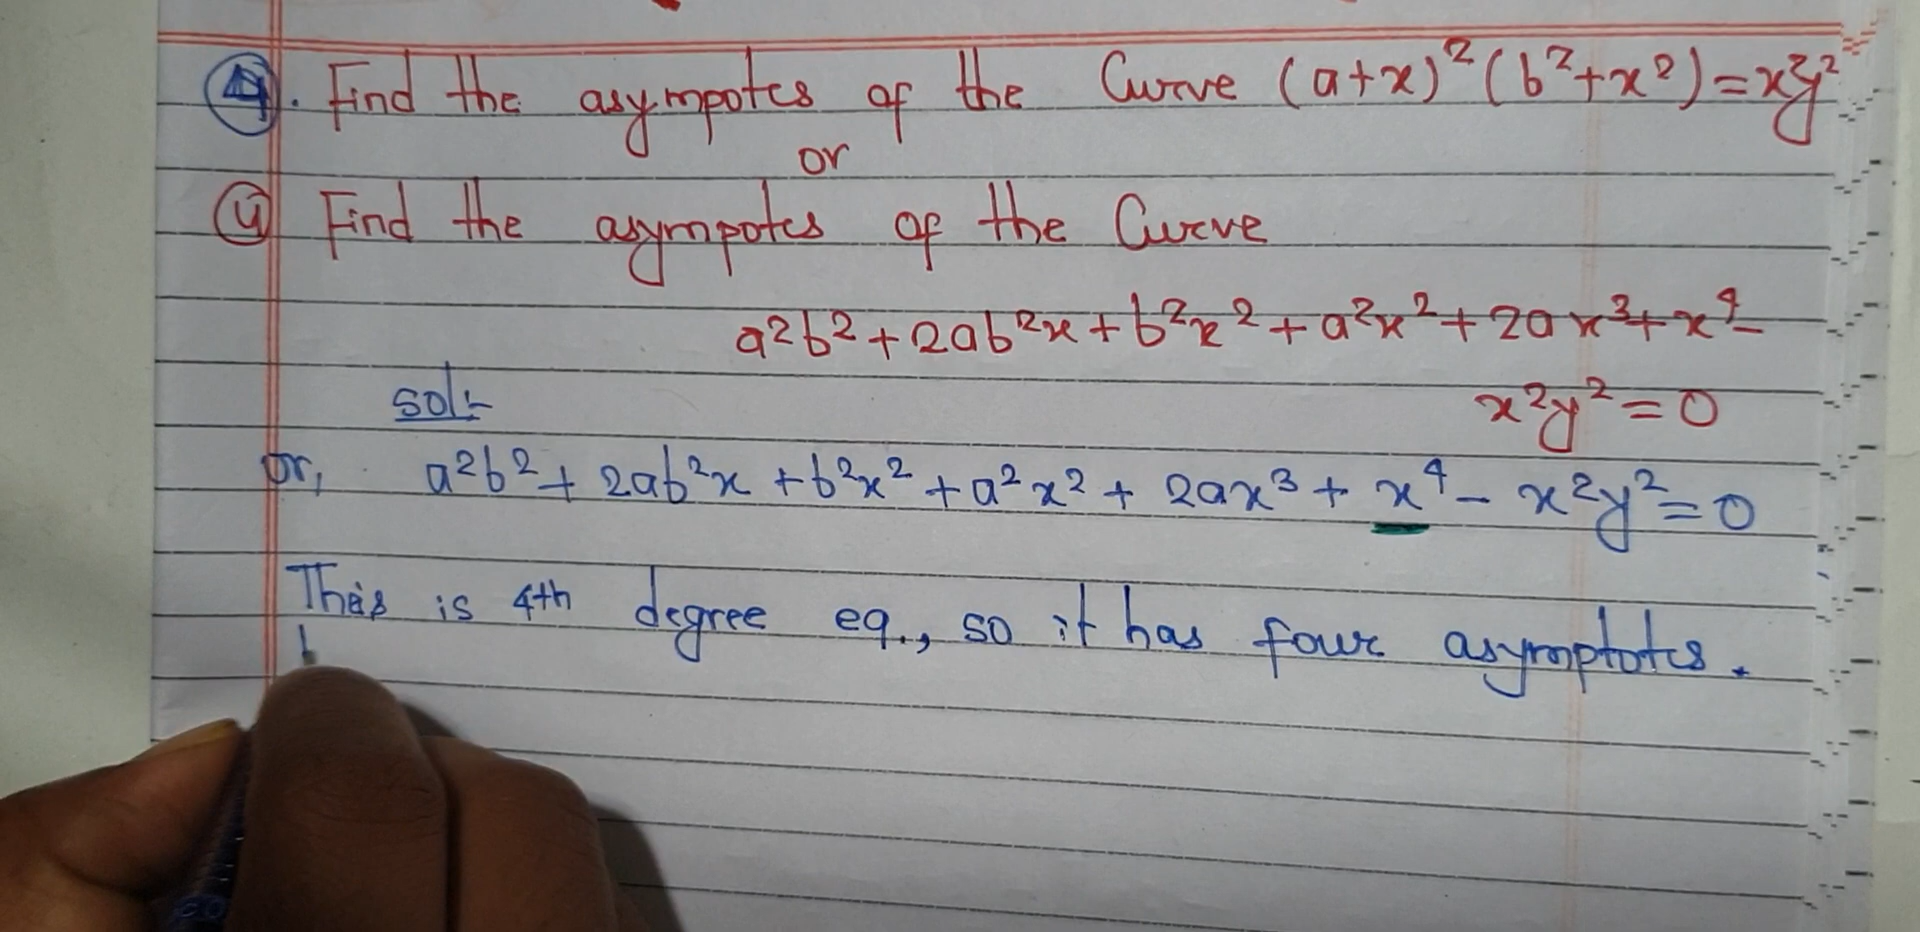 4. Find the asympotes of the Curve (a+x)²(b²+x²)=x²y²
or
4 Find the asympotes of the Curve
a²b²+2ab²x+b²x²+a²x²+2ax³+x⁴-
x²y²=0
sol:-
or, a²b²+2ab²x+b²x²+a²x²+2ax³+x⁴-x²y²=0
This is 4th degree eq., so it has four asymptotes.